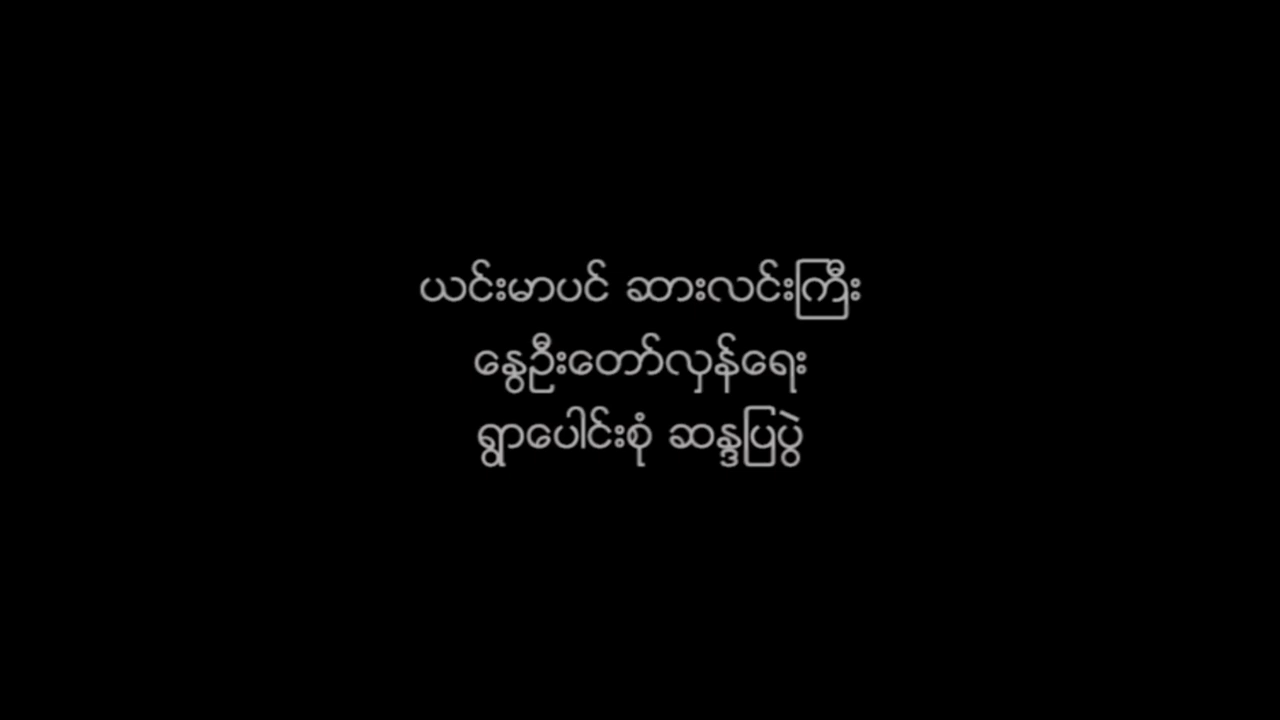 ယင်းမာပင် ဆားလင်းကြီး
နွေဦးတော်လှန်ရေး
ရွာပေါင်းစုံ ဆန္ဒပြပွဲ